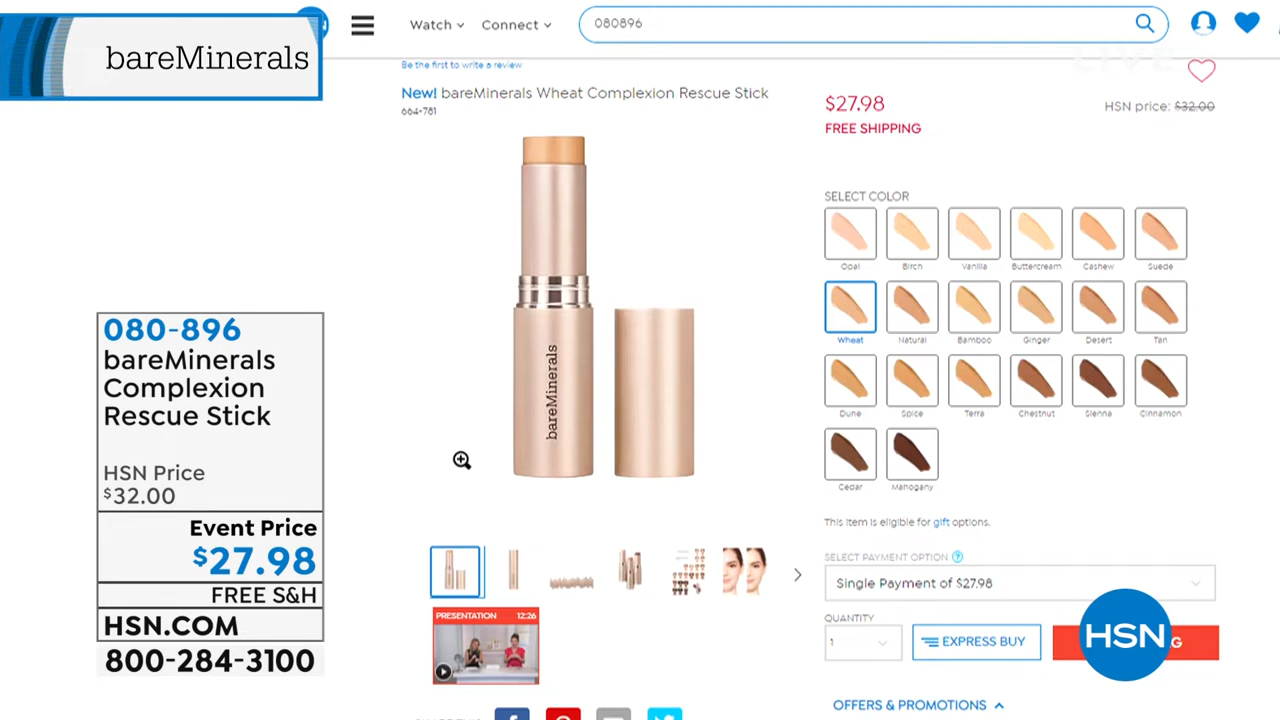 bareMinerals
Watch
Connect
080896
LIVE
Be the first to write a review
New! bareMinerals Wheat Complexion Rescue Stick
664-781
$27.98
HSN price: $32.00
FREE SHIPPING
SELECT COLOR
Opal
Birch
Vanilla
Buttercream
Cashew
Suede
Wheat
Natural
Bamboo
Ginger
Desert
Tan
Dune
Spice
Terra
Chestnut
Sienna
Cinnamon
Cedar
Mahogany
bareMinerals
This item is eligible for gift options.
SELECT PAYMENT OPTION ?
Single Payment of $27.98
QUANTITY
1
EXPRESS BUY
HSN
G
OFFERS & PROMOTIONS
PRESENTATION 12:26
080-896
bareMinerals
Complexion
Rescue Stick
HSN Price
$32.00
Event Price
$27.98
FREE S&H
HSN.COM
800-284-3100